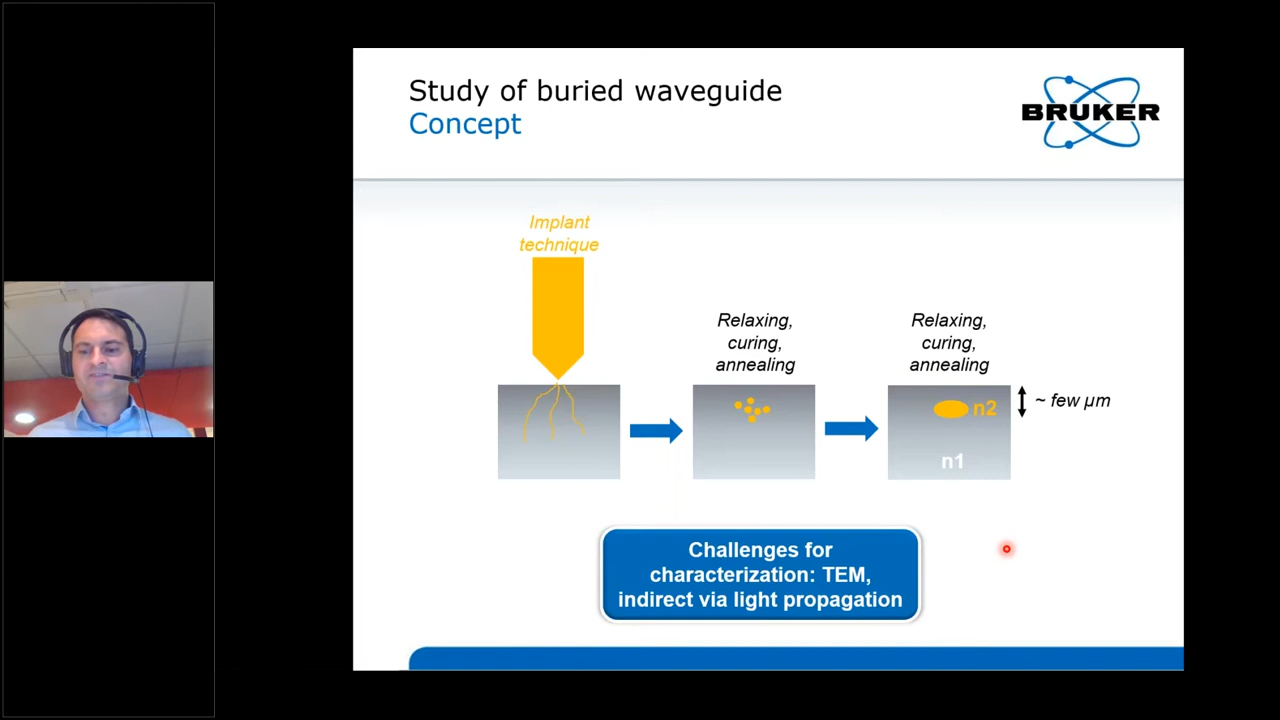 Study of buried waveguide
Concept
BRUKER
Implant
technique
Relaxing,
curing,
annealing
Relaxing,
curing,
annealing
n2
n1
~ few μm
Challenges for
characterization: TEM,
indirect via light propagation